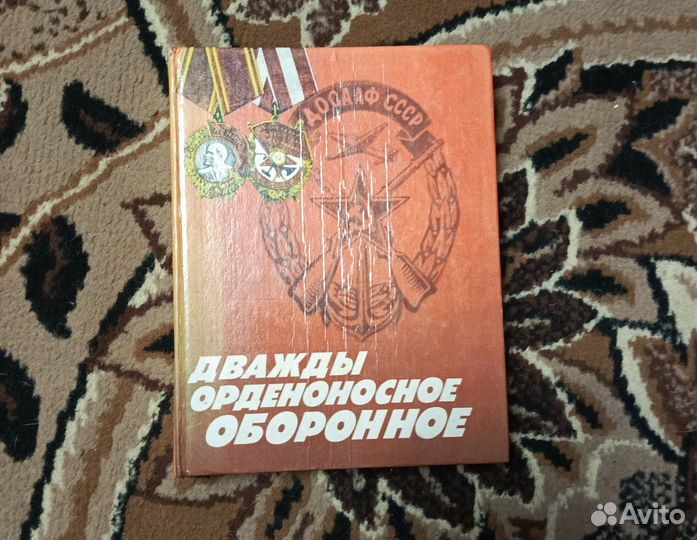 ДОСААФ СССР
ДВАЖДЫ
ОРДЕНОНОСНОЕ
ОБОРОННОЕ
Avito